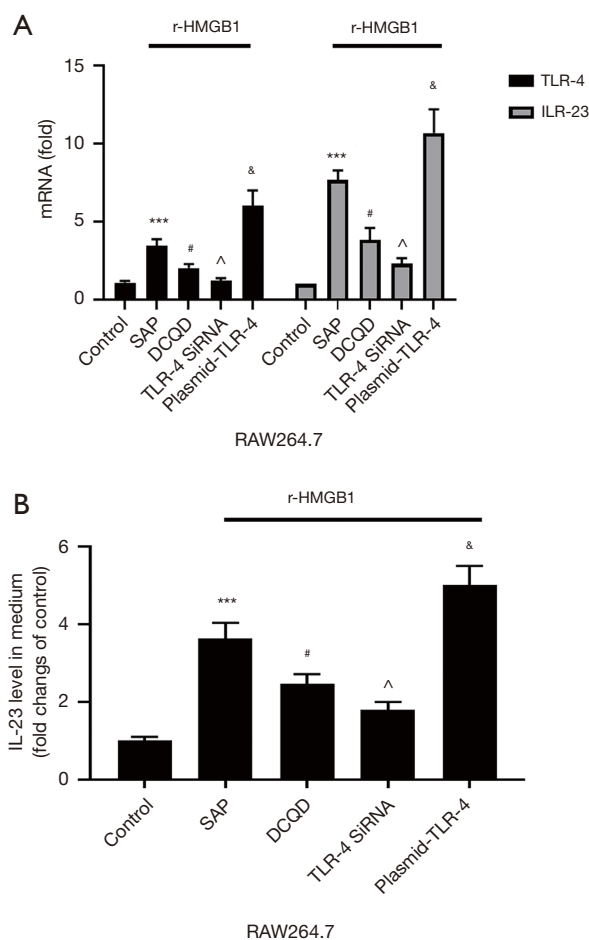 A
r-HMGB1
r-HMGB1
TLR-4
ILR-23
mRNA (fold)
15
10
5
0
***
#
^
&
***
#
^
&
Control
SAP
DCQD
TLR-4 SiRNA
Plasmid-TLR-4
Control
SAP
DCQD
TLR-4 SiRNA
Plasmid-TLR-4
RAW264.7
B
r-HMGB1
IL-23 level in medium
(fold changes of control)
6
4
2
0
***
#
^
&
Control
SAP
DCQD
TLR-4 SiRNA
Plasmid-TLR-4
RAW264.7